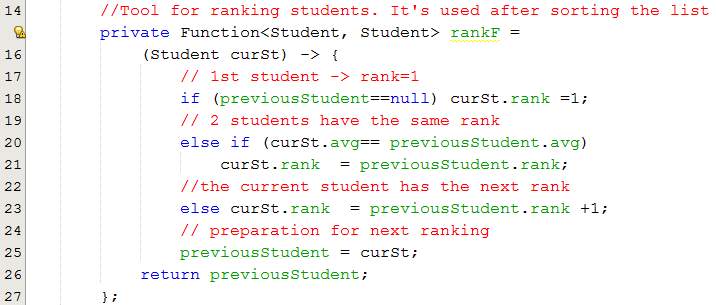 14 //Tool for ranking students. It's used after sorting the list
private Function<Student, Student> rankF =
16 (Student curSt) -> {
17 // 1st student -> rank=1
18 if (previousStudent==null) curSt.rank =1;
19 // 2 students have the same rank
20 else if (curSt.avg== previousStudent.avg)
21 curSt.rank  = previousStudent.rank;
22 //the current student has the next rank
23 else curSt.rank  = previousStudent.rank +1;
24 // preparation for next ranking
25 previousStudent = curSt;
26 return previousStudent;
27 };